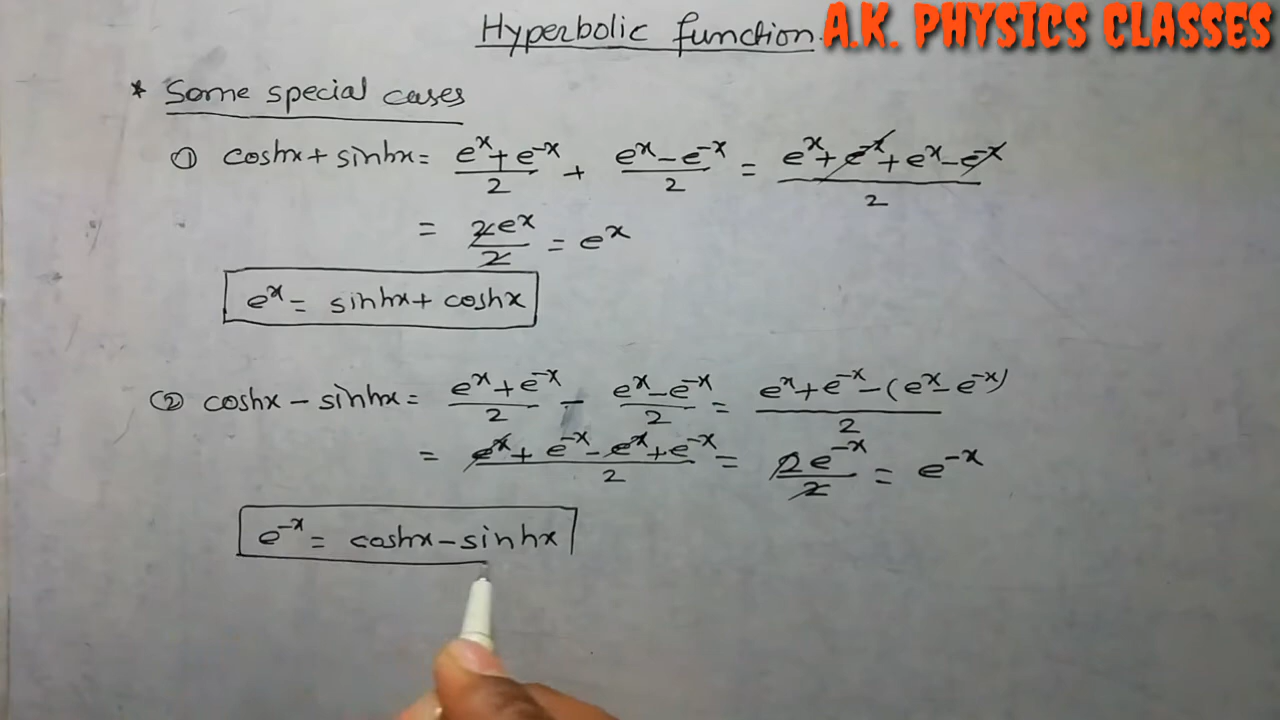 Hyperbolic function. A.K. PHYSICS CLASSES
* Some special cases
① coshx + sinhx = (e^x + e^-x)/2 + (e^x - e^-x)/2 = (e^x + e^-x + e^x - e^-x)/2
= 2e^x/2 = e^x
e^x = sinhx + coshx
② coshx - sinhx = (e^x + e^-x)/2 - (e^x - e^-x)/2 = (e^x + e^-x - (e^x - e^-x))/2
= (e^x + e^-x - e^x + e^-x)/2 = 2e^-x/2 = e^-x
e^-x = coshx - sinhx